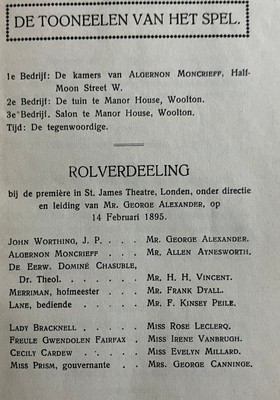 DE TOONEELEN VAN HET SPEL.
1e Bedrijf: De kamers van ALGERNON MONCRIEFF, Half-
Moon Street W.
2e Bedrijf: De tuin te Manor House, Woolton.
3e Bedrijf. Salon te Manor House, Woolton.
Tijd: De tegenwoordige.
ROLVERDEELING
bij de première in St. James Theatre, Londen, onder directie
en leiding van MR. GEORGE ALEXANDER, op
14 Februari 1895.
JOHN WORTHING, J. P. . . . MR. GEORGE ALEXANDER.
ALGERNON MONCRIEFF . . . MR. ALLEN AYNESWORTH.
DE EERW. DOMINÉ CHASUBLE,
Dr. Theol. . . . . . . MR. H. H. VINCENT.
MERRIMAN, hofmeester . . . MR. FRANK DYALL.
LANE, bediende . . . . . MR. F. KINSEY PEILE.
LADY BRACKNELL . . . . . MISS ROSE LECLERQ.
FREULE GWENDOLEN FAIRFAX . MISS IRENE VANBRUGH.
CECILY CARDEW . . . . . MISS EVELYN MILLARD.
MISS PRISM, gouvernante . . MRS. GEORGE CANNINGE.